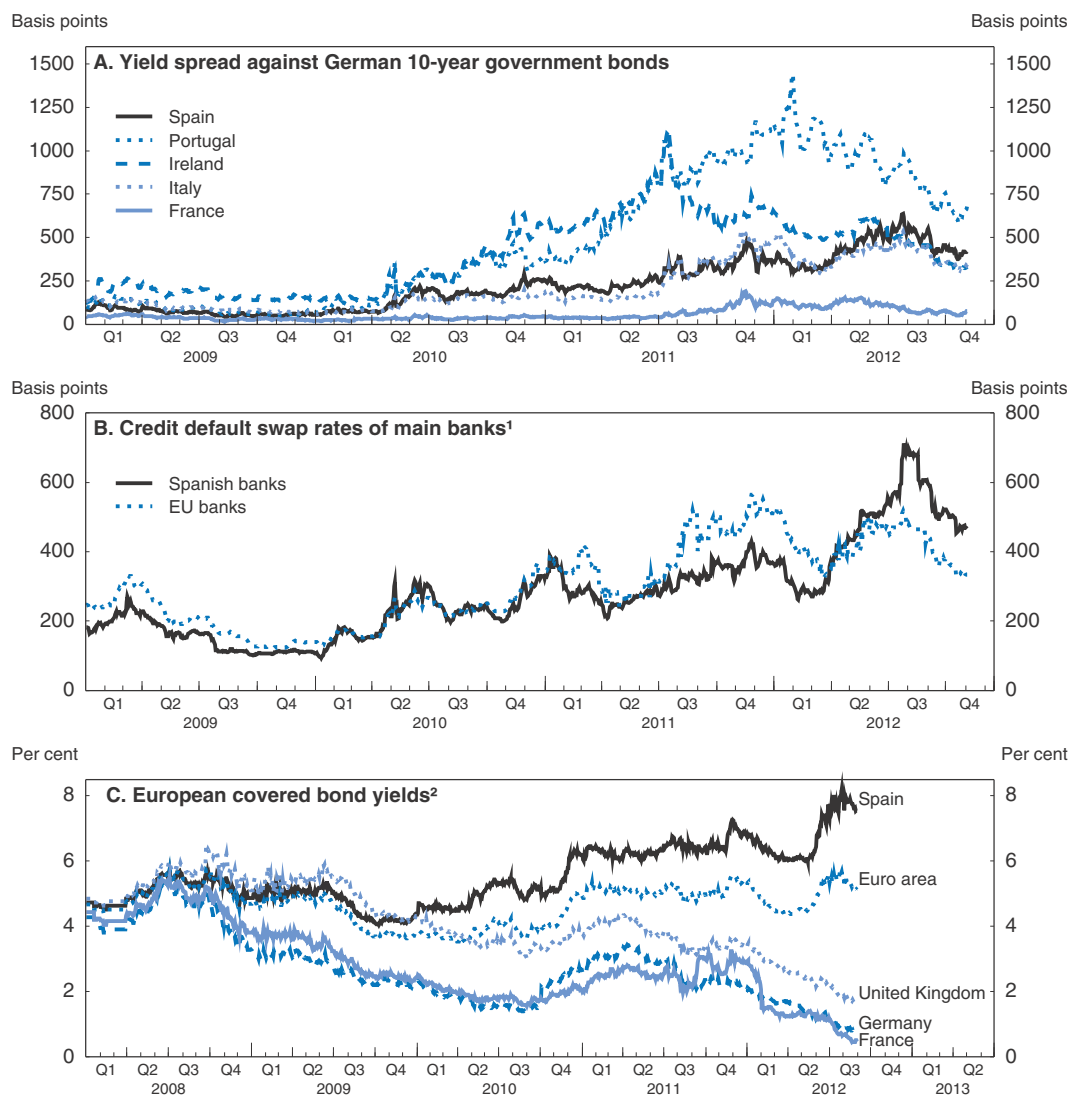 Basis points Basis points
A. Yield spread against German 10-year government bonds
1500 1500
1250 1250
1000 1000
750 750
500 500
250 250
0 0
Spain
Portugal
Ireland
Italy
France
Q1 Q2 Q3 Q4 Q1 Q2 Q3 Q4 Q1 Q2 Q3 Q4 Q1 Q2 Q3 Q4
2009 2010 2011 2012
Basis points Basis points
800 800
B. Credit default swap rates of main banks¹
600 600
400 400
200 200
0 0
Spanish banks
EU banks
Q1 Q2 Q3 Q4 Q1 Q2 Q3 Q4 Q1 Q2 Q3 Q4 Q1 Q2 Q3 Q4
2009 2010 2011 2012
Per cent Per cent
C. European covered bond yields²
8 8
6 6
4 4
2 2
0 0
Spain
Euro area
United Kingdom
Germany
France
Q1 Q2 Q3 Q4 Q1 Q2 Q3 Q4 Q1 Q2 Q3 Q4 Q1 Q2 Q3 Q4 Q1 Q2 Q3 Q4 Q1 Q2
2008 2009 2010 2011 2012 2013